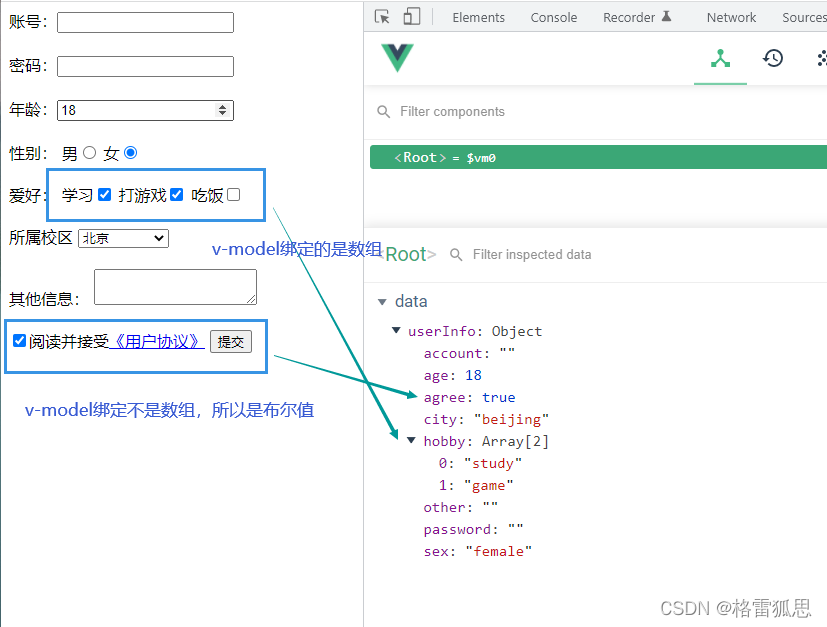 账号：
密码：
年龄： 18
性别： 男 女
爱好： 学习 打游戏 吃饭
所属校区 北京
其他信息：
阅读并接受《用户协议》 提交
v-model绑定的是数组
v-model绑定不是数组，所以是布尔值
Elements Console Recorder Network Sources
Filter components
<Root> = $vm0
<Root> Filter inspected data
data
userInfo: Object
account: ""
age: 18
agree: true
city: "beijing"
hobby: Array[2]
0: "study"
1: "game"
other: ""
password: ""
sex: "female"
CSDN @格雷狐思